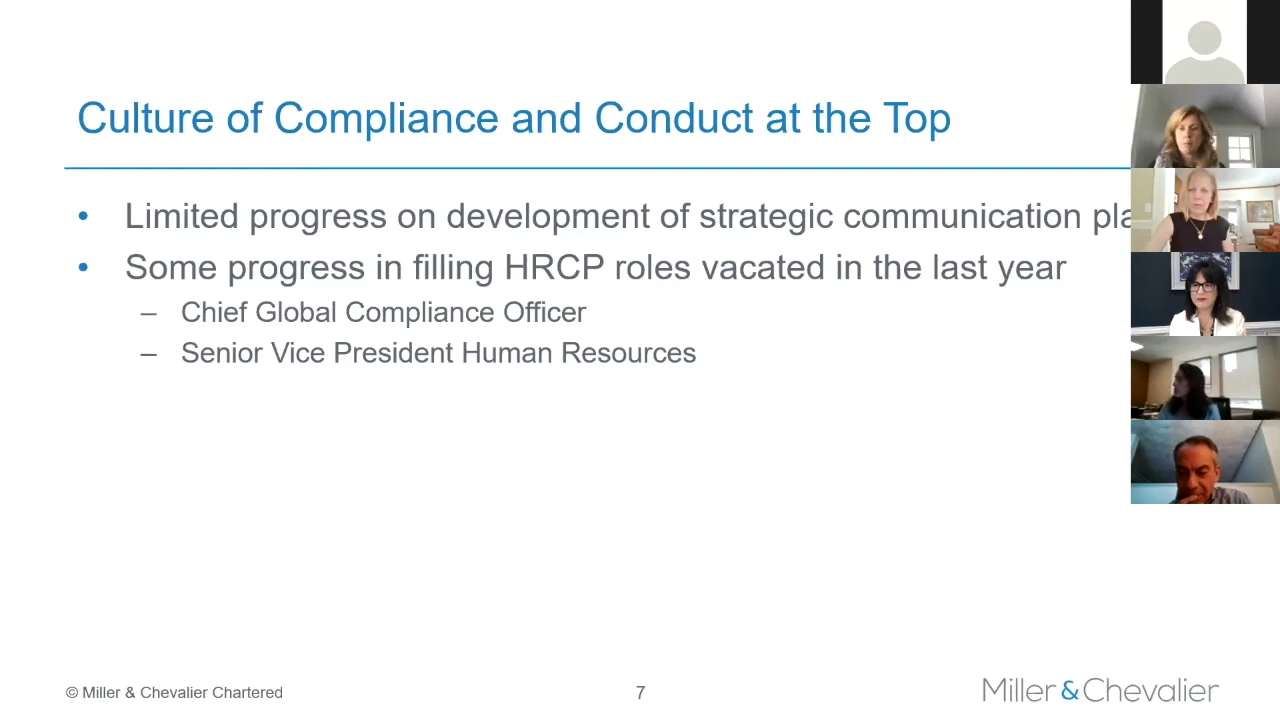 Culture of Compliance and Conduct at the Top
• Limited progress on development of strategic communication
• Some progress in filling HRCP roles vacated in the last year
– Chief Global Compliance Officer
– Senior Vice President Human Resources
© Miller & Chevalier Chartered
7
Miller & Chevalier